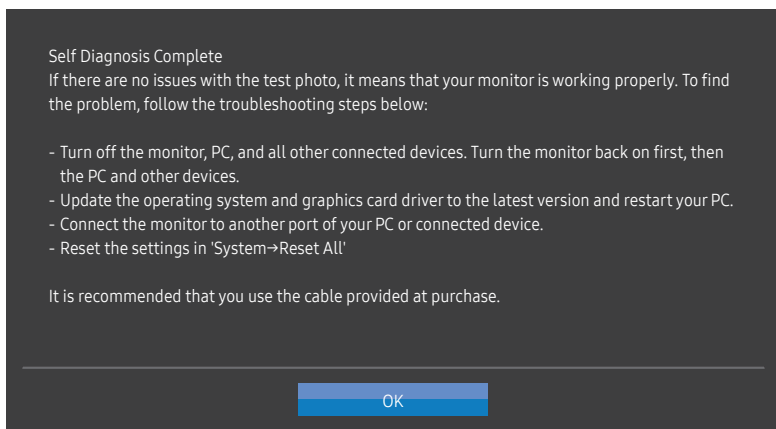 Self Diagnosis Complete
If there are no issues with the test photo, it means that your monitor is working properly. To find
the problem, follow the troubleshooting steps below:
- Turn off the monitor, PC, and all other connected devices. Turn the monitor back on first, then
the PC and other devices.
- Update the operating system and graphics card driver to the latest version and restart your PC.
- Connect the monitor to another port of your PC or connected device.
- Reset the settings in 'System→Reset All'
It is recommended that you use the cable provided at purchase.
OK